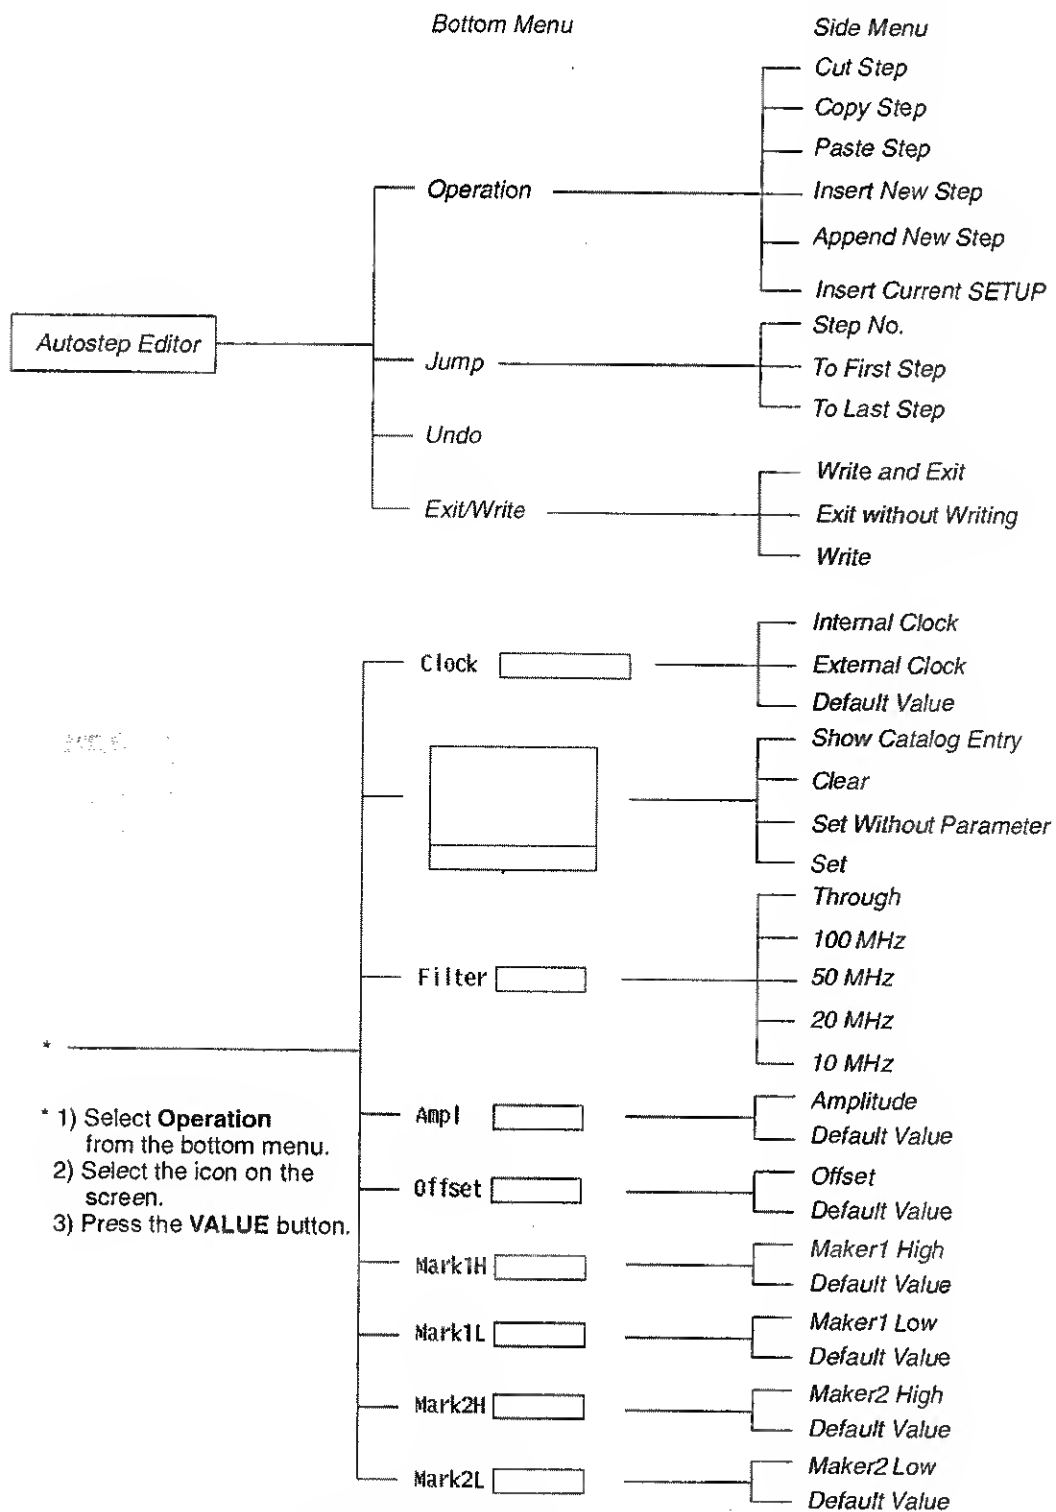 Bottom Menu
Side Menu
Cut Step
Copy Step
Paste Step
Operation
Insert New Step
Append New Step
Insert Current SETUP
Autostep Editor
Step No.
Jump
To First Step
To Last Step
Undo
Write and Exit
Exit/Write
Exit without Writing
Write
Internal Clock
Clock
External Clock
Default Value
Show Catalog Entry
Clear
Set Without Parameter
Set
Through
100 MHz
Filter
50 MHz
20 MHz
*
10 MHz
* 1) Select Operation
from the bottom menu.
2) Select the icon on the
screen.
3) Press the VALUE button.
Ampl
Amplitude
Default Value
Offset
Offset
Default Value
Mark1H
Maker1 High
Default Value
Mark1L
Maker1 Low
Default Value
Mark2H
Maker2 High
Default Value
Mark2L
Maker2 Low
Default Value